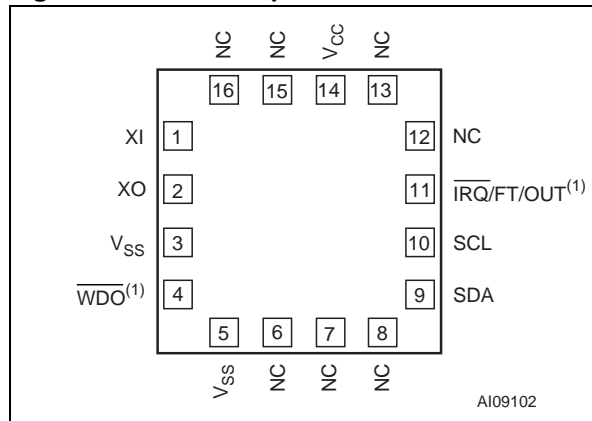 NC NC VCC NC
16 15 14 13
XI 1 12 NC
XO 2 11 IRQ/FT/OUT(1)
VSS 3 10 SCL
WDO(1) 4 9 SDA
5 6 7 8
VSS NC NC NC
AI09102